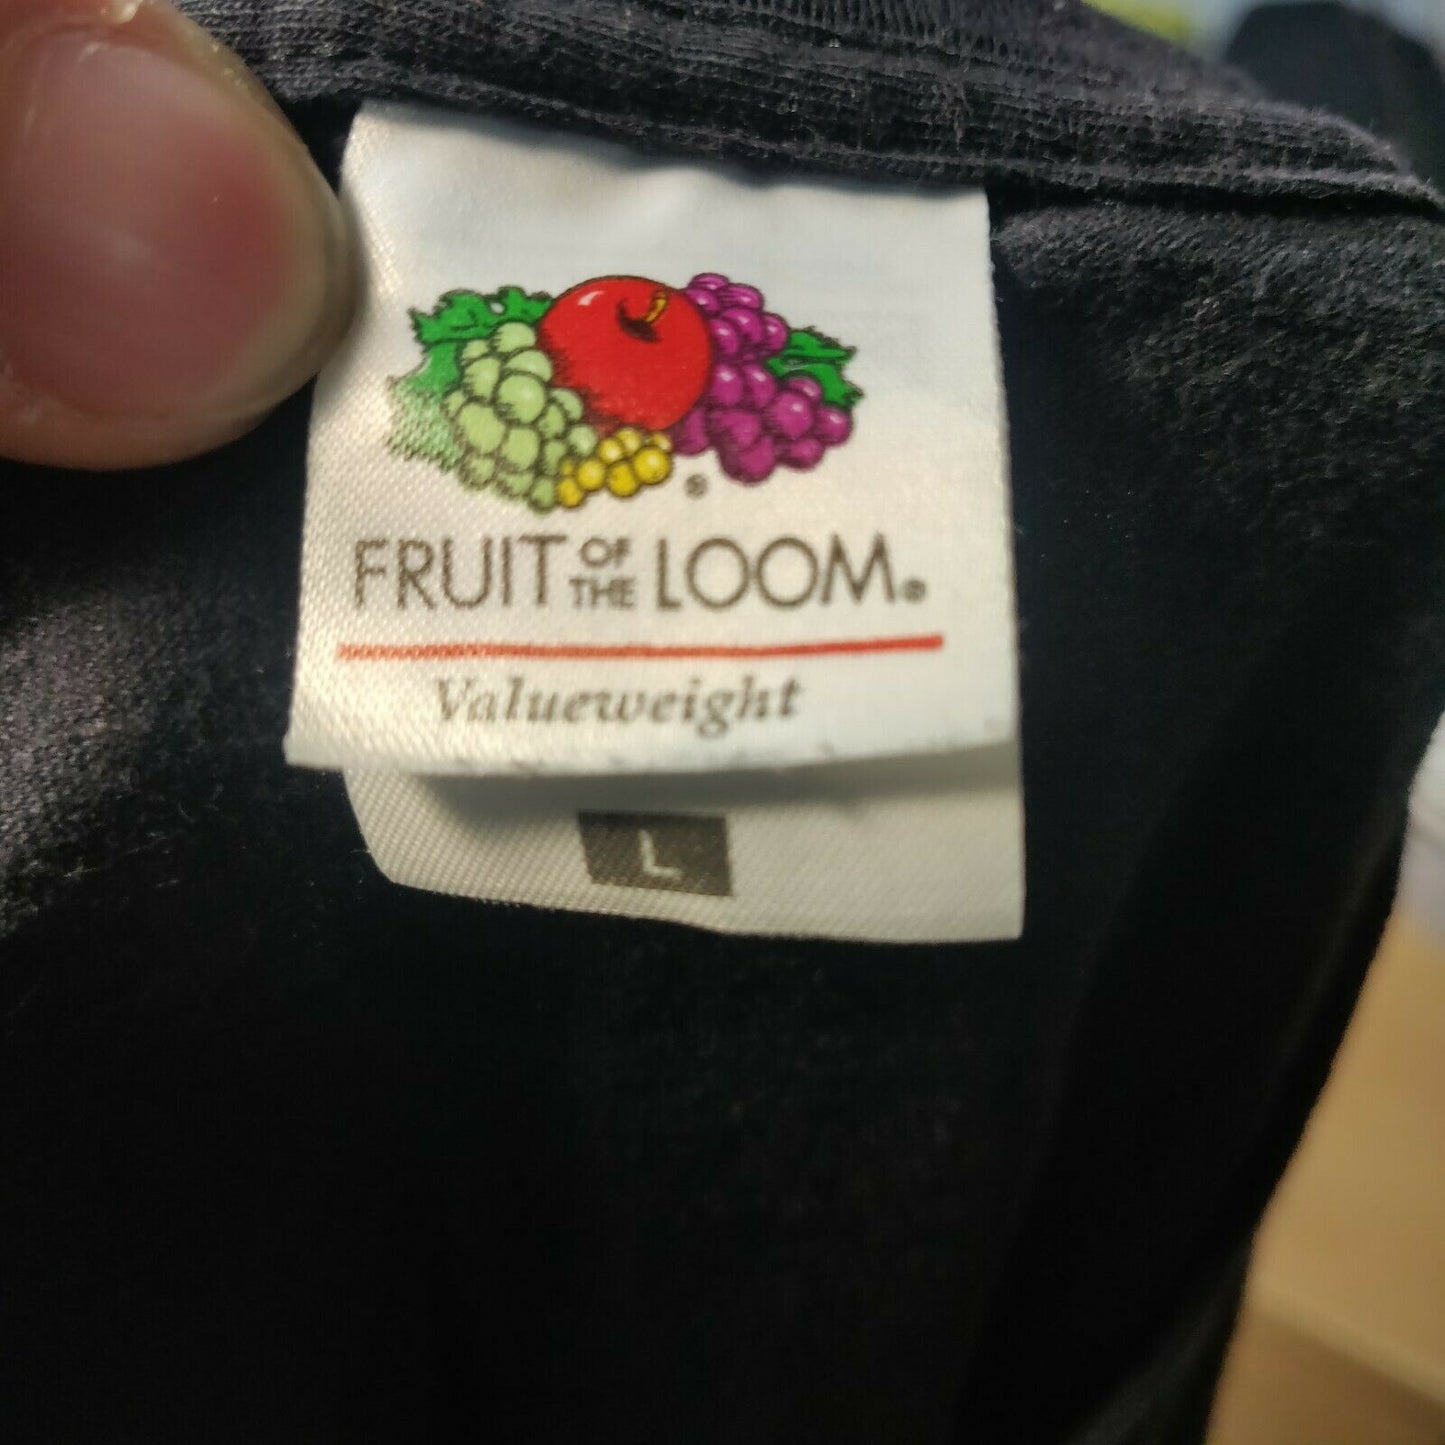 ®
FRUIT OF THE LOOM®
Valueweight
L